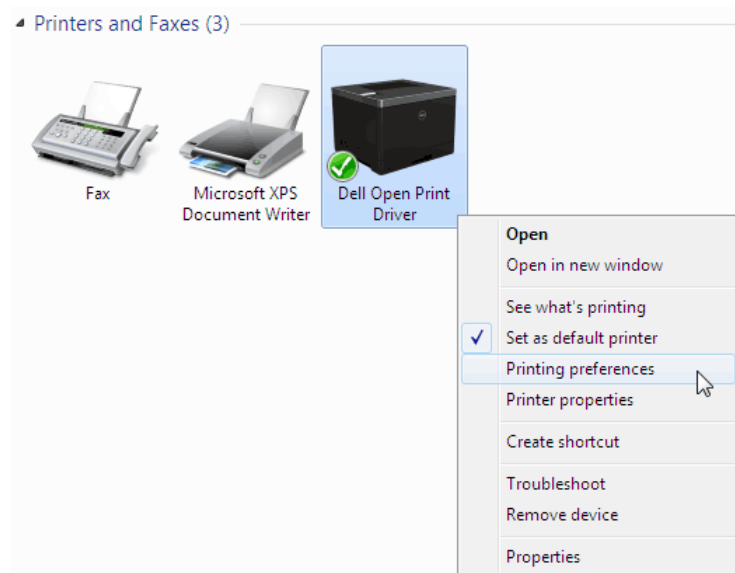 Printers and Faxes (3)
Fax
Microsoft XPS
Document Writer
Dell Open Print
Driver
Open
Open in new window
See what's printing
Set as default printer
Printing preferences
Printer properties
Create shortcut
Troubleshoot
Remove device
Properties